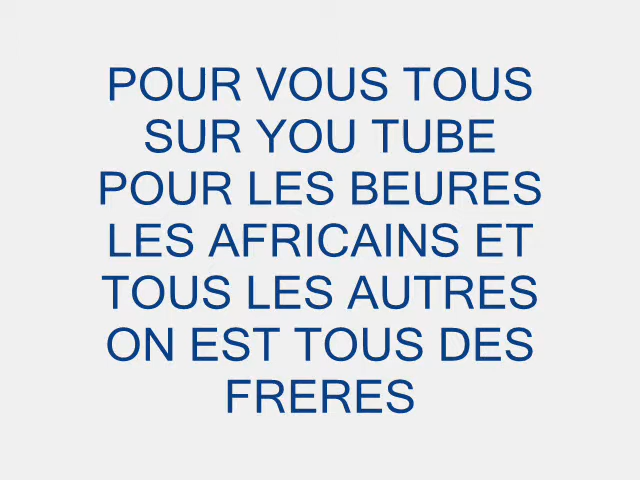 POUR VOUS TOUS
SUR YOU TUBE
POUR LES BEURES
LES AFRICAINS ET
TOUS LES AUTRES
ON EST TOUS DES
FRERES